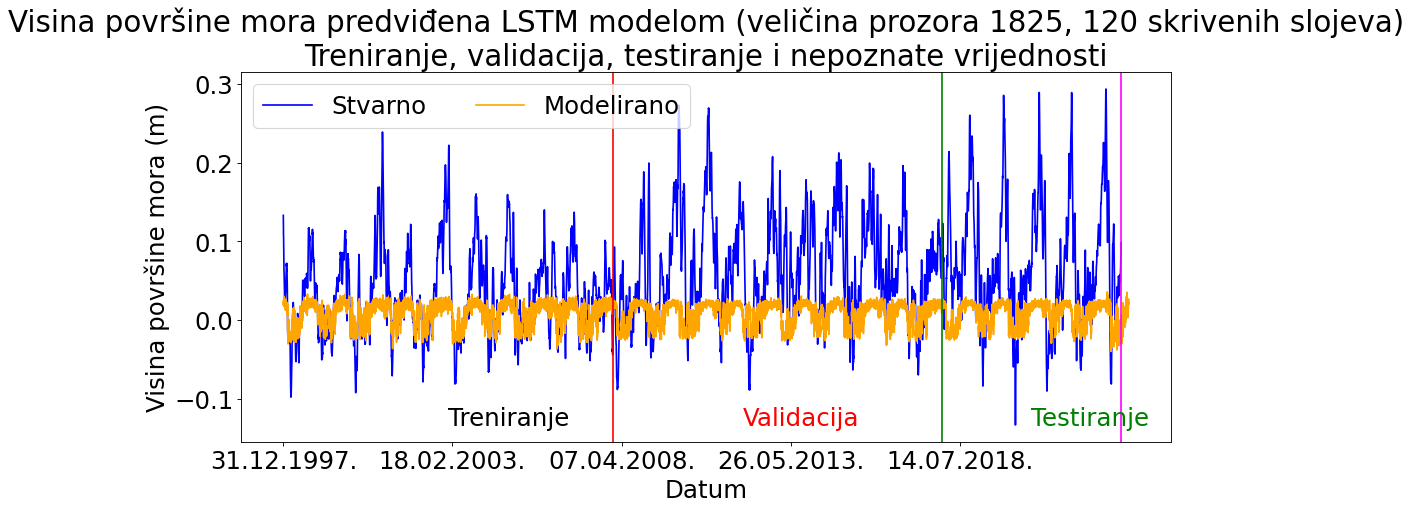 Visina površine mora predviđena LSTM modelom (veličina prozora 1825, 120 skrivenih slojeva)
Treniranje, validacija, testiranje i nepoznate vrijednosti
Stvarno Modelirano
Visina površine mora (m)
0.3
0.2
0.1
0.0
−0.1
Treniranje Validacija Testiranje
31.12.1997. 18.02.2003. 07.04.2008. 26.05.2013. 14.07.2018.
Datum